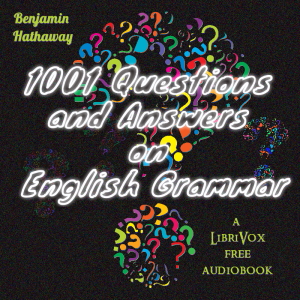 Benjamin
Hathaway
1001 Questions
and Answers
on
English Grammar
A
LibriVox
free
audiobook